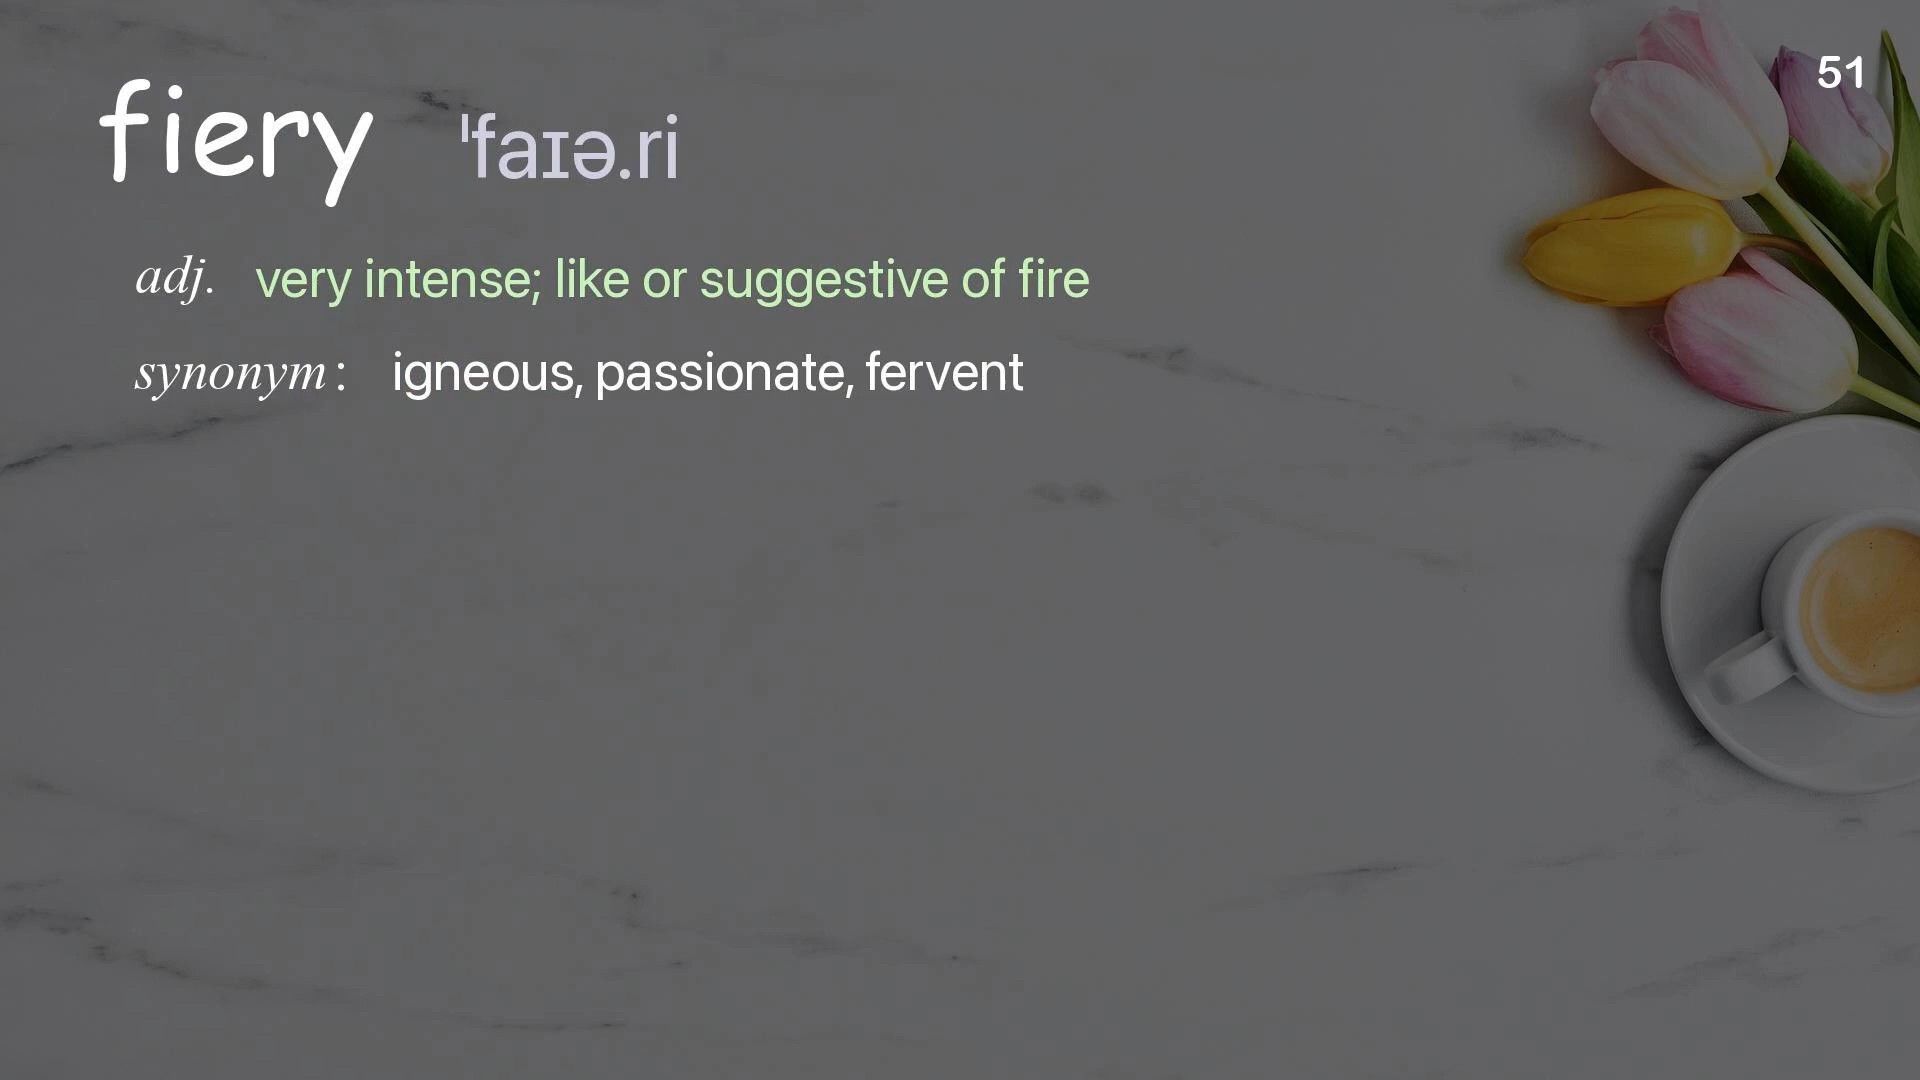 51
fiery ˈfaɪə.ri
adj. very intense; like or suggestive of fire
synonym: igneous, passionate, fervent